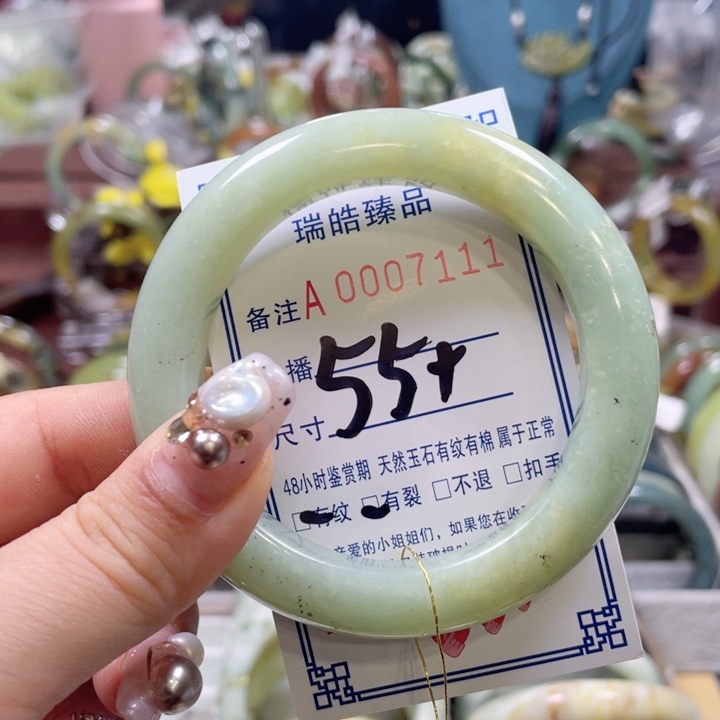 瑞皓臻品
备注 A 0007111
播
尺寸 55+
48小时鉴赏期 天然玉石有纹有棉 属于正常
□有纹 □有裂 □不退 □扣手
亲爱的小姐姐们，如果您在收